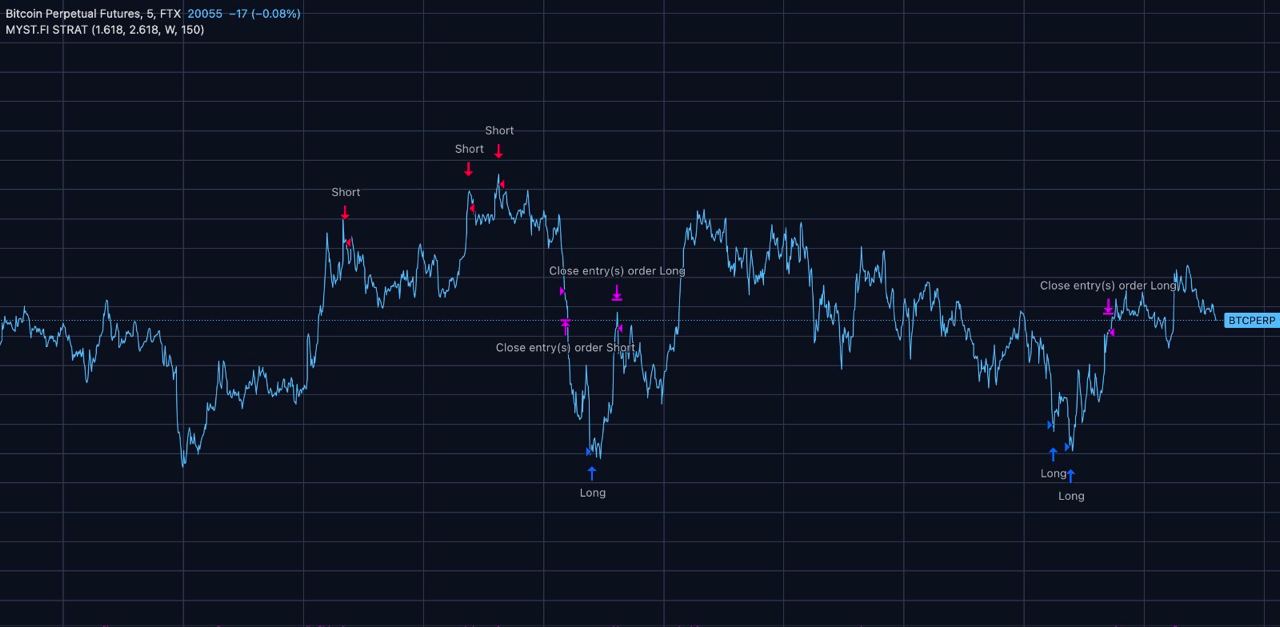 Bitcoin Perpetual Futures, 5, FTX 20055 −17 (−0.08%)
MYST.FI STRAT (1.618, 2.618, W, 150)
Short
Short
Short
Close entry(s) order Long
Close entry(s) order Long
BTCPERP
Close entry(s) order Short
Long
Long
Long